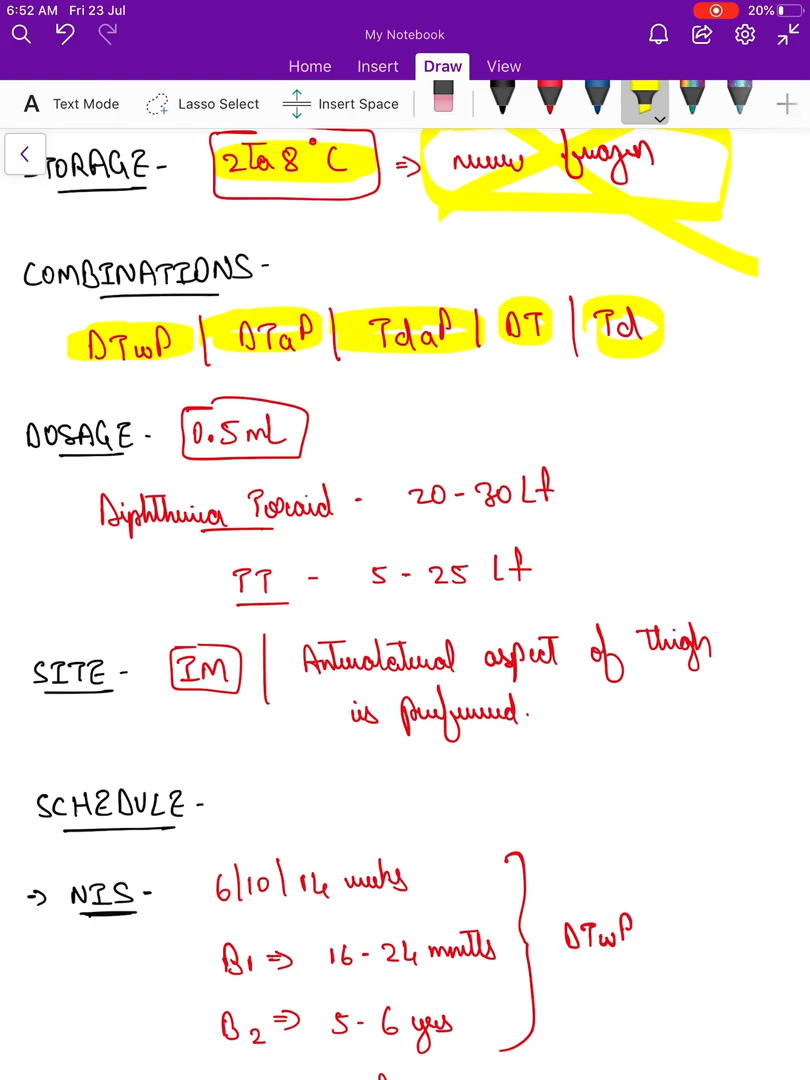 6:52 AM Fri 23 Jul 20%
My Notebook
Home Insert Draw View
A Text Mode Lasso Select Insert Space
STORAGE - 2 To 8°C => never frozen
COMBINATIONS -
DTwP | DTaP | TdaP | DT | Td
DOSAGE - 0.5 mL
Diphtheria Toxoid - 20-30 Lf
TT - 5-25 Lf
SITE - IM | Anterolateral aspect of thigh
is preferred.
SCHEDULE -
→ NIS - 6/10/14 weeks
B1 => 16-24 months DTwP
B2 => 5-6 yrs